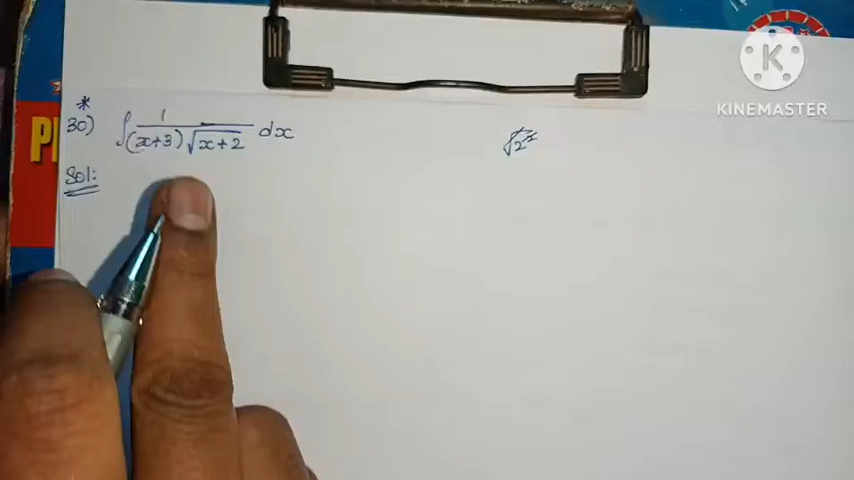 *
30) ∫ 1/((x+3)√(x+2)) dx
Sol:
K
KINEMASTER